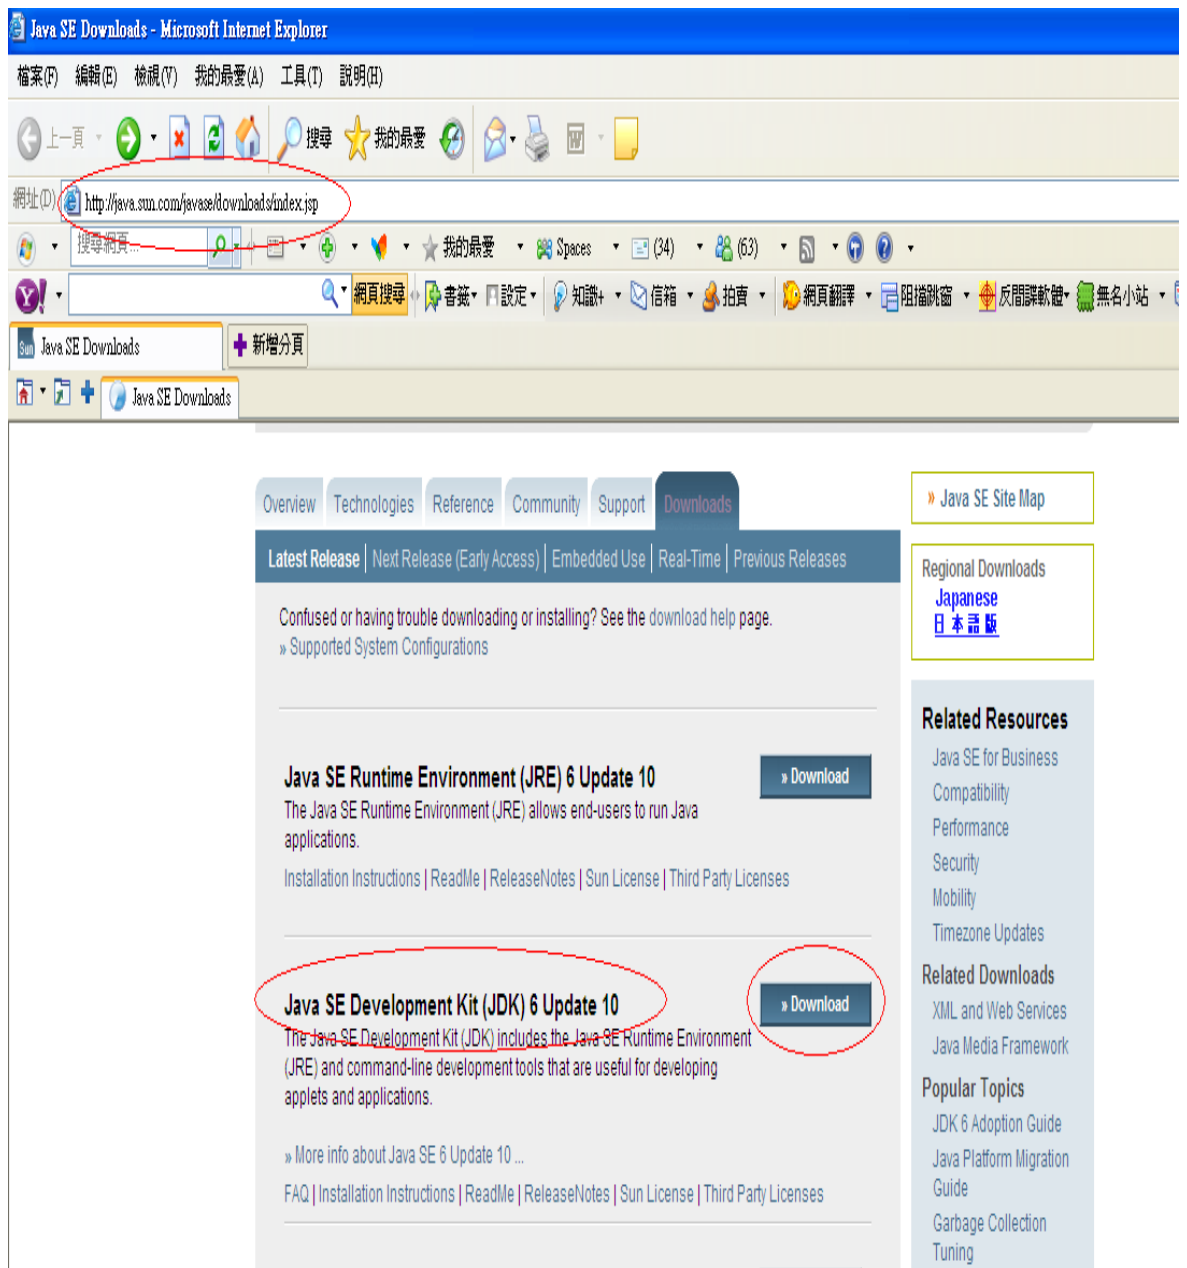 Java SE Downloads - Microsoft Internet Explorer
檔案(F) 編輯(E) 檢視(V) 我的最愛(A) 工具(T) 說明(H)
上一頁 搜尋 我的最愛
網址(D) http://java.sun.com/javase/downloads/index.jsp
搜尋網頁... 我的最愛 Spaces (34) (63)
Y! 網頁搜尋 書籤 設定 知識+ 信箱 拍賣 網頁翻譯 阻擋跳窗 反間諜軟體 無名小站
Sun Java SE Downloads 新增分頁
Java SE Downloads
Overview Technologies Reference Community Support Downloads
» Java SE Site Map
Latest Release | Next Release (Early Access) | Embedded Use | Real-Time | Previous Releases
Confused or having trouble downloading or installing? See the download help page.
» Supported System Configurations
Regional Downloads
Japanese
日本語版
Java SE Runtime Environment (JRE) 6 Update 10
» Download
The Java SE Runtime Environment (JRE) allows end-users to run Java
applications.
Installation Instructions | ReadMe | ReleaseNotes | Sun License | Third Party Licenses
Java SE Development Kit (JDK) 6 Update 10
» Download
The Java SE Development Kit (JDK) includes the Java SE Runtime Environment
(JRE) and command-line development tools that are useful for developing
applets and applications.
» More info about Java SE 6 Update 10 ...
FAQ | Installation Instructions | ReadMe | ReleaseNotes | Sun License | Third Party Licenses
Related Resources
Java SE for Business
Compatibility
Performance
Security
Mobility
Timezone Updates
Related Downloads
XML and Web Services
Java Media Framework
Popular Topics
JDK 6 Adoption Guide
Java Platform Migration
Guide
Garbage Collection
Tuning